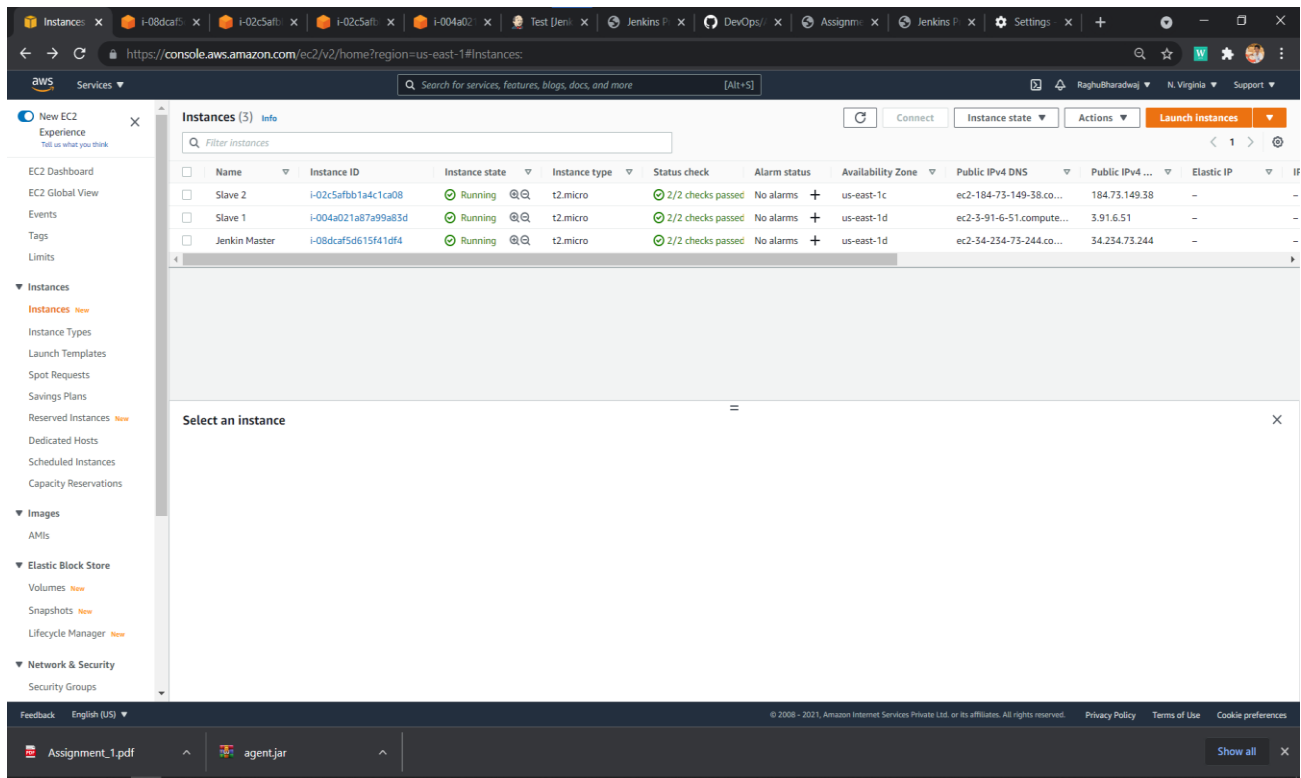 Instances
i-08dcaf5
i-02c5afb
i-02c5afb
i-004a021
Test [Jenk
Jenkins P
DevOps/
Assignme
Jenkins P
Settings -
https://console.aws.amazon.com/ec2/v2/home?region=us-east-1#Instances:
aws
Services
Search for services, features, blogs, docs, and more
[Alt+S]
RaghuBharadwaj
N. Virginia
Support
New EC2
Experience
Tell us what you think
EC2 Dashboard
EC2 Global View
Events
Tags
Limits
Instances
Instances New
Instance Types
Launch Templates
Spot Requests
Savings Plans
Reserved Instances New
Dedicated Hosts
Scheduled Instances
Capacity Reservations
Images
AMIs
Elastic Block Store
Volumes New
Snapshots New
Lifecycle Manager New
Network & Security
Security Groups
Instances (3) Info
Connect
Instance state
Actions
Launch instances
Filter instances
1
Name Instance ID Instance state Instance type Status check Alarm status Availability Zone Public IPv4 DNS Public IPv4 ... Elastic IP IP
Slave 2 i-02c5afbb1a4c1ca08 Running t2.micro 2/2 checks passed No alarms + us-east-1c ec2-184-73-149-38.co... 184.73.149.38 – –
Slave 1 i-004a021a87a99a83d Running t2.micro 2/2 checks passed No alarms + us-east-1d ec2-3-91-6-51.compute... 3.91.6.51 – –
Jenkin Master i-08dcaf5d615f41df4 Running t2.micro 2/2 checks passed No alarms + us-east-1d ec2-34-234-73-244.co... 34.234.73.244 – –
Select an instance
Feedback English (US)
© 2008 - 2021, Amazon Internet Services Private Ltd. or its affiliates. All rights reserved. Privacy Policy Terms of Use Cookie preferences
Assignment_1.pdf
agent.jar
Show all